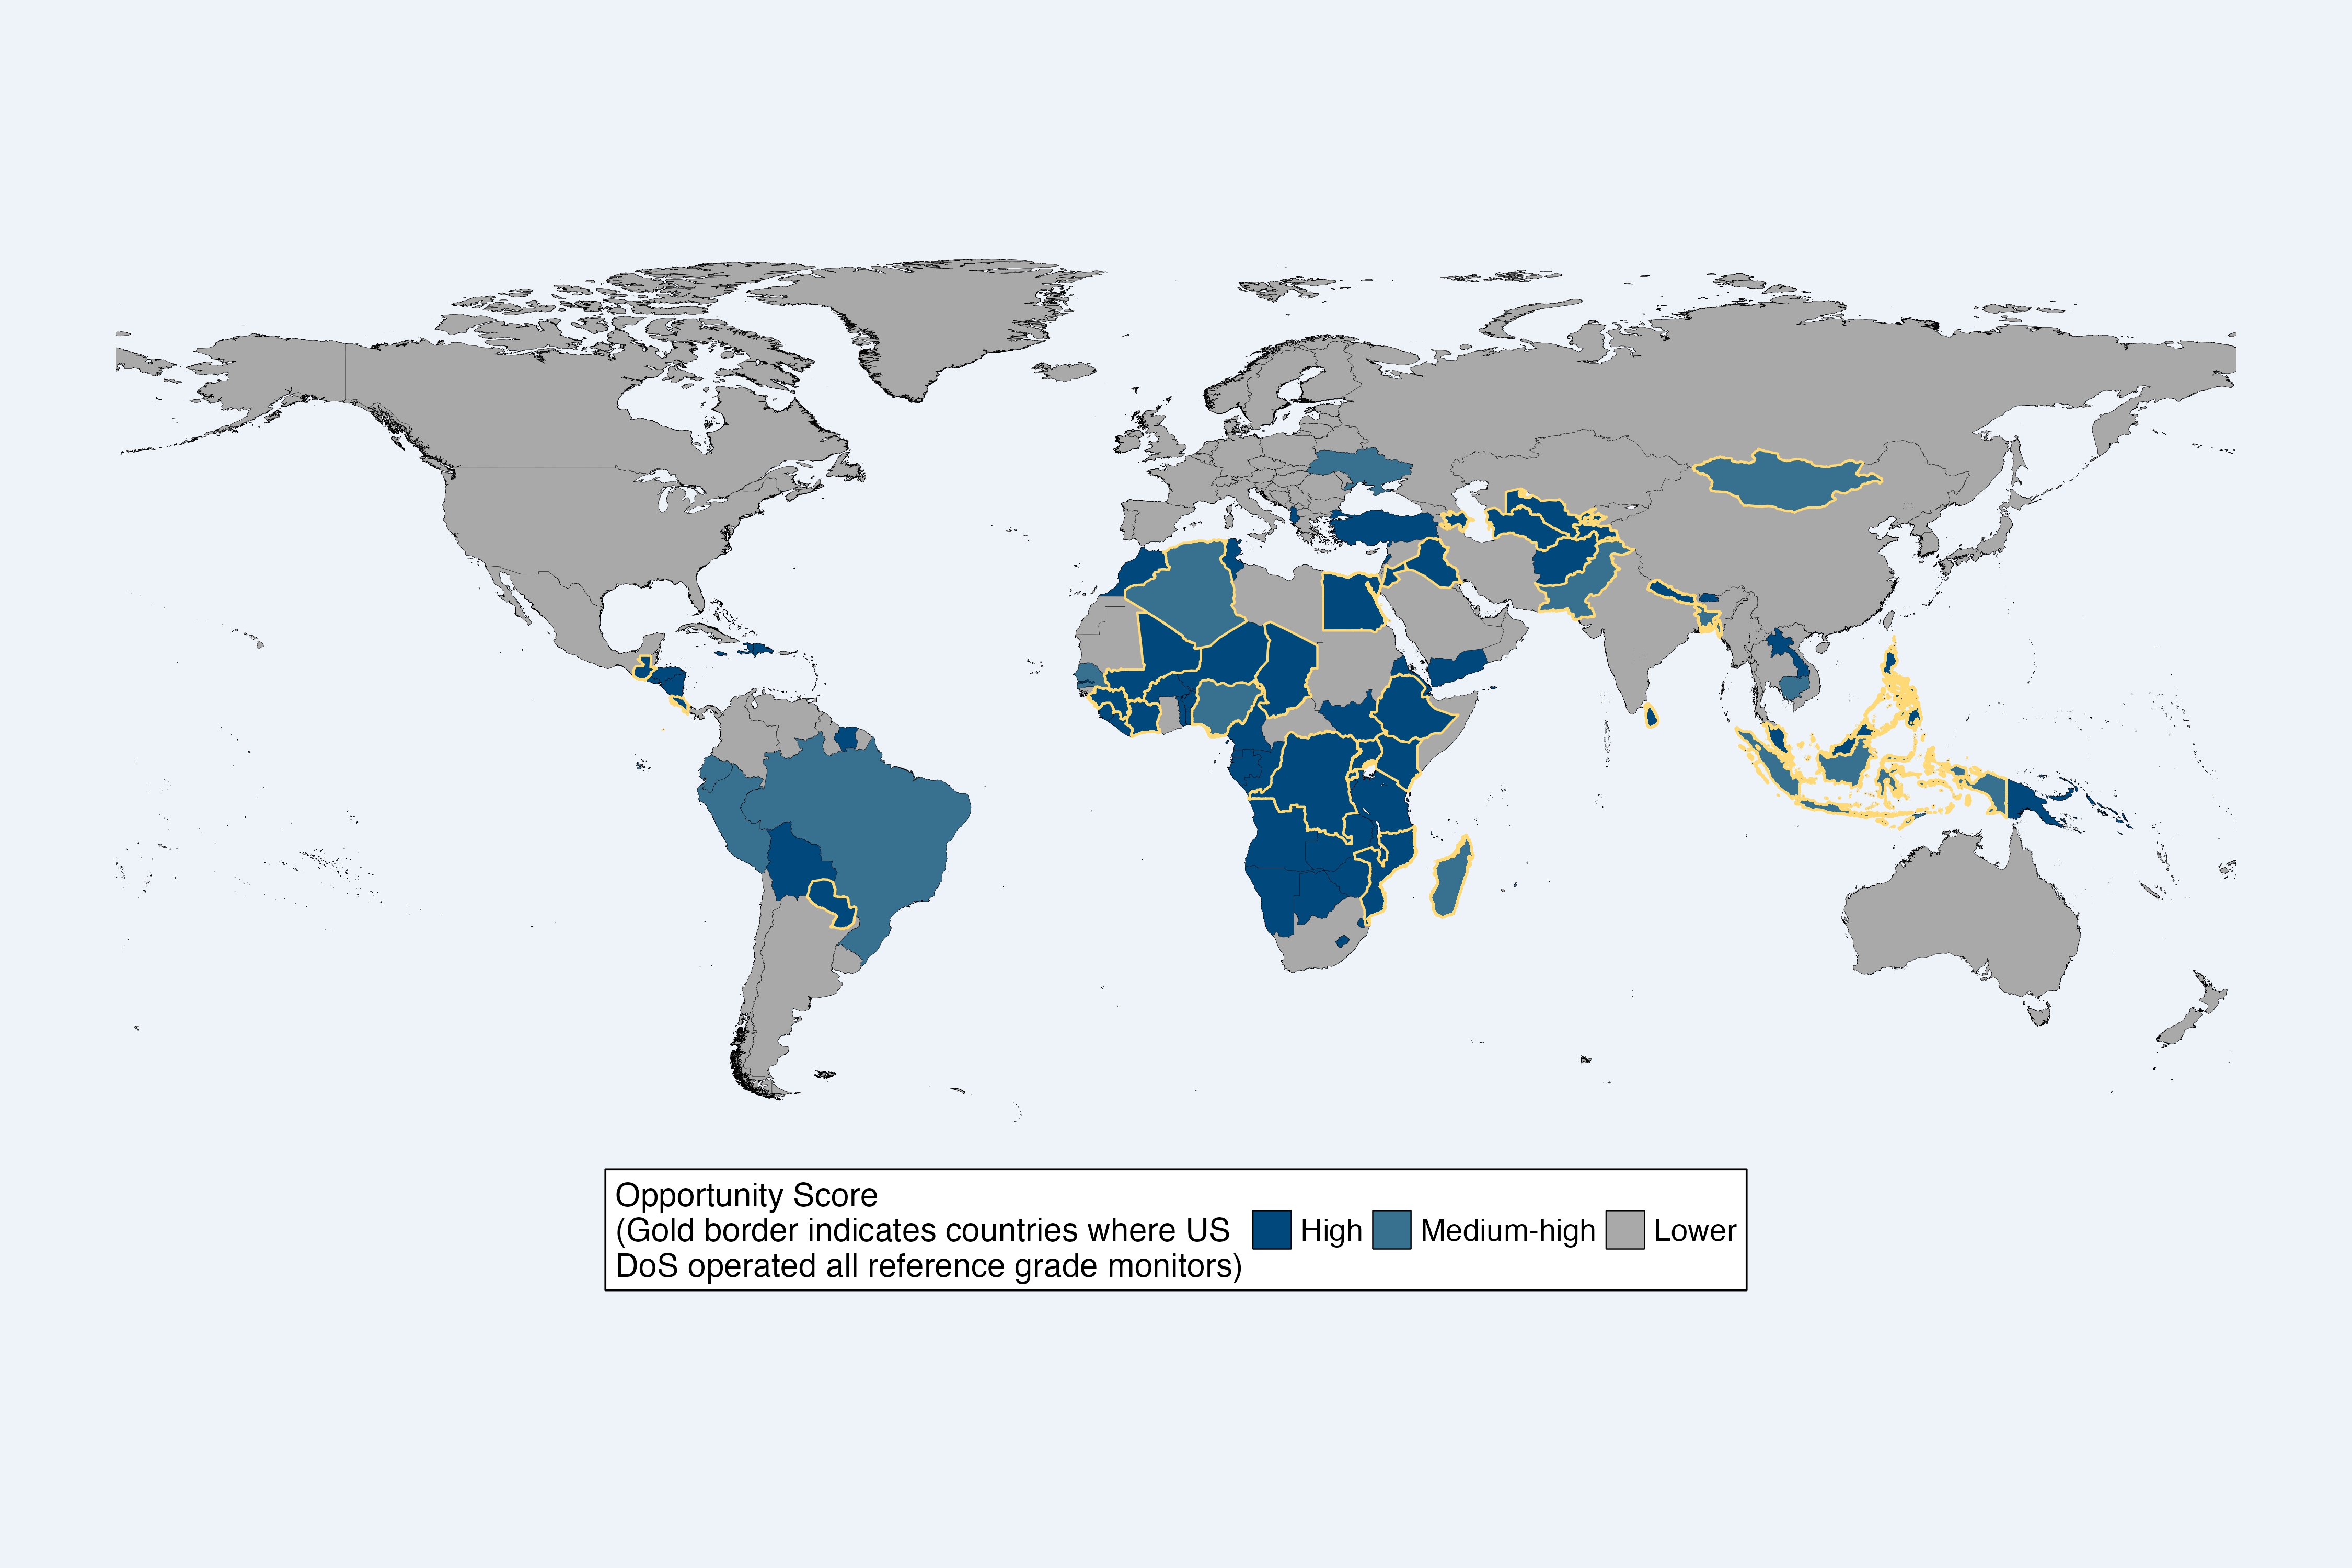 Opportunity Score
(Gold border indicates countries where US
DoS operated all reference grade monitors)
High
Medium-high
Lower